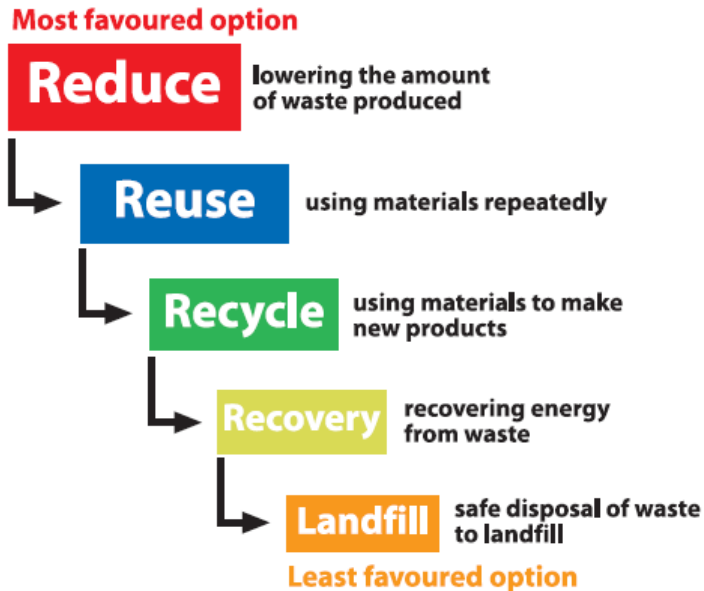 Most favoured option
Reduce
lowering the amount
of waste produced
Reuse
using materials repeatedly
Recycle
using materials to make
new products
Recovery
recovering energy
from waste
Landfill
safe disposal of waste
to landfill
Least favoured option